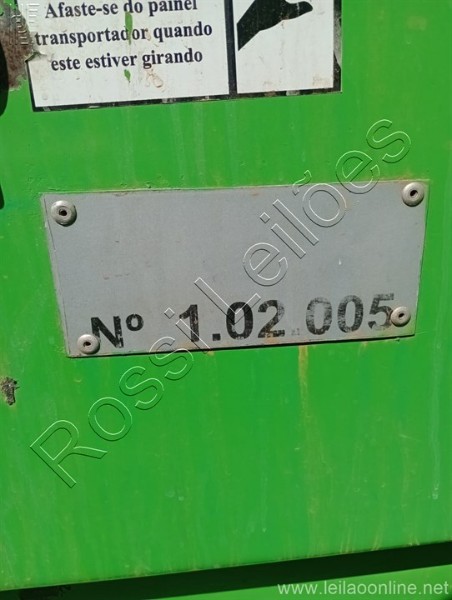 Afaste-se do painel
transportador quando
este estiver girando
Nº 1.02.005
Rossi Leilões
www.leilaoonline.net